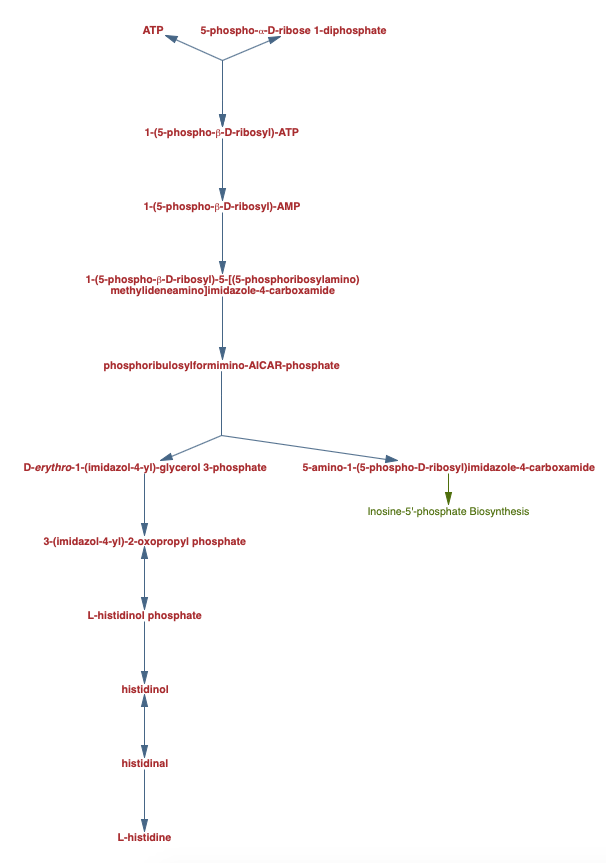 ATP
5-phospho-α-D-ribose 1-diphosphate
1-(5-phospho-β-D-ribosyl)-ATP
1-(5-phospho-β-D-ribosyl)-AMP
1-(5-phospho-β-D-ribosyl)-5-[(5-phosphoribosylamino)
methylideneamino]imidazole-4-carboxamide
phosphoribulosylformimino-AICAR-phosphate
D-erythro-1-(imidazol-4-yl)-glycerol 3-phosphate
5-amino-1-(5-phospho-D-ribosyl)imidazole-4-carboxamide
Inosine-5'-phosphate Biosynthesis
3-(imidazol-4-yl)-2-oxopropyl phosphate
L-histidinol phosphate
histidinol
histidinal
L-histidine